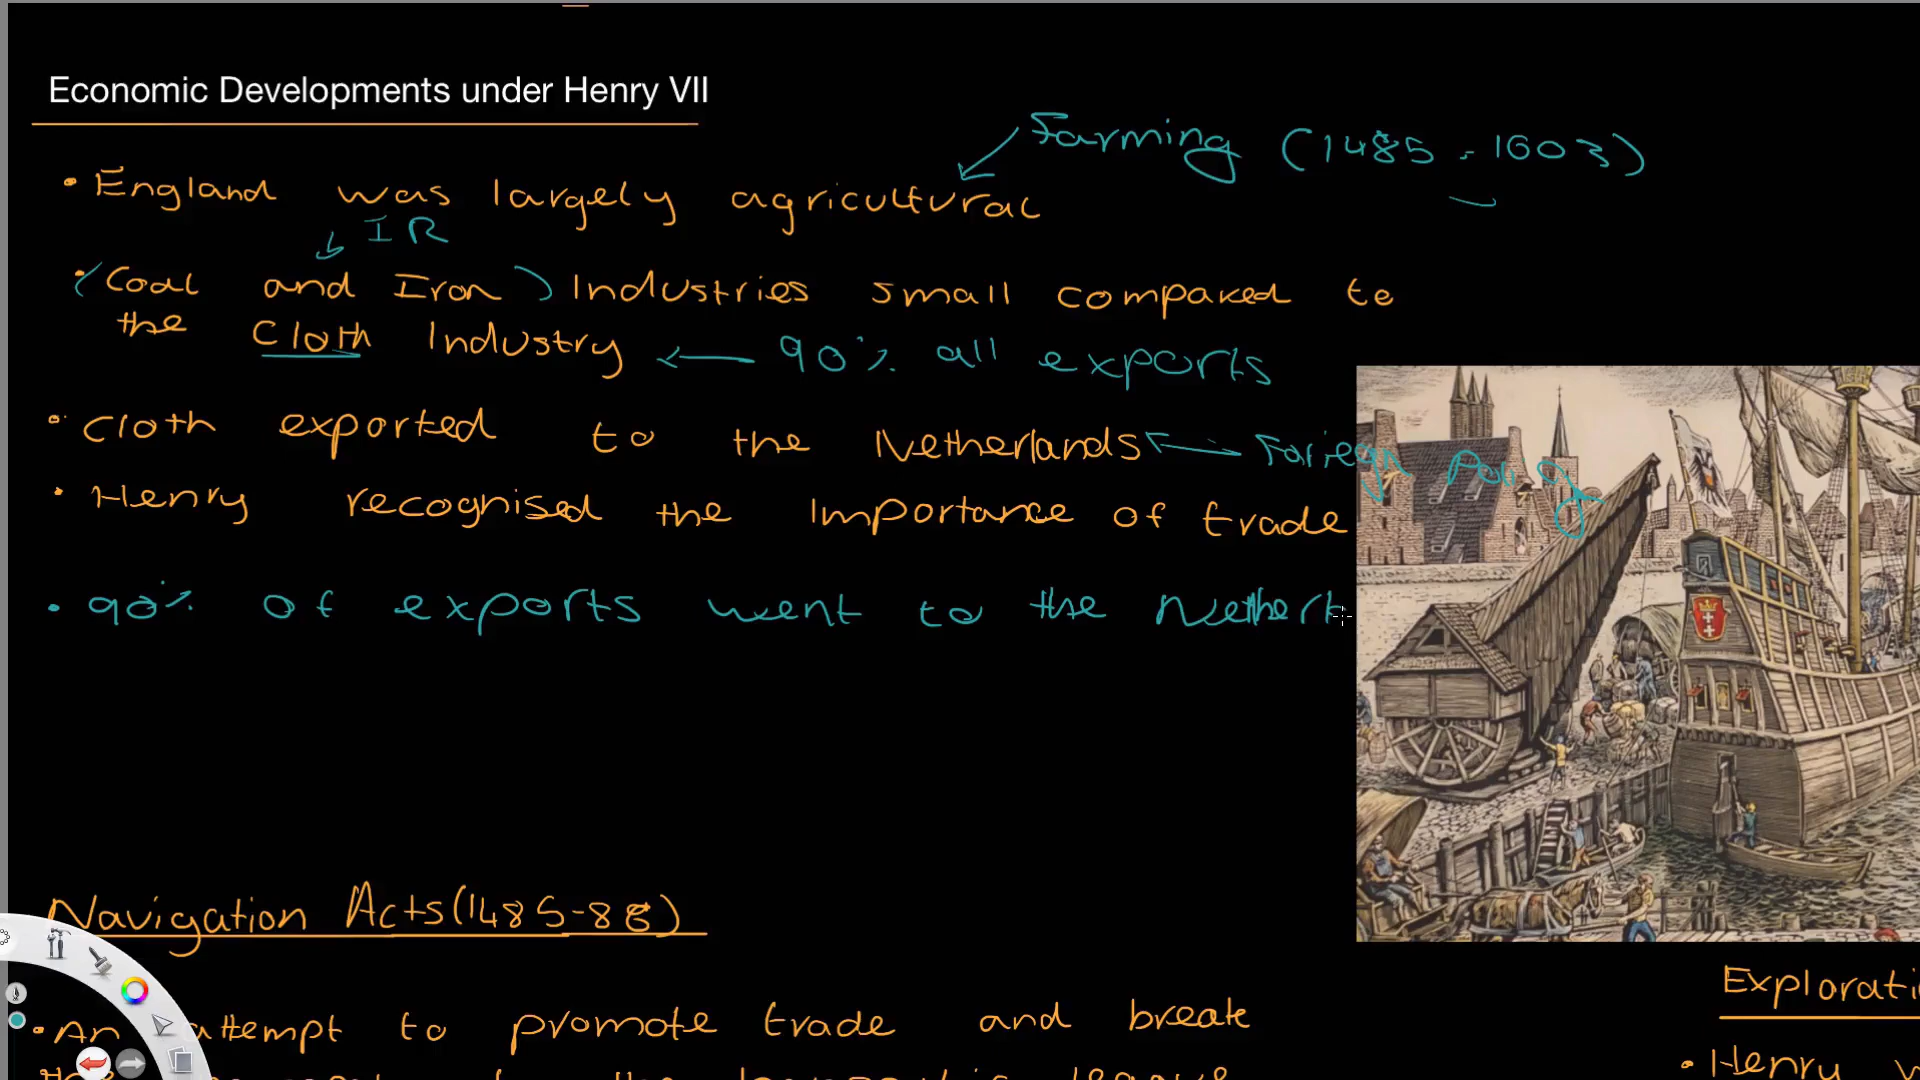 Economic Developments under Henry VII
Farming (1485 - 1603)
• England was largely agricultural
IR
• (Coal and Iron) Industries small compared to
the Cloth Industry ← 90% all exports
• Cloth exported to the Netherlands ← Foriegn Policy
• Henry recognised the Importance of trade
• 90% of exports went to the Netherl
Navigation Acts (1485-86)
• An attempt to promote trade and break
Explorati
• Henry